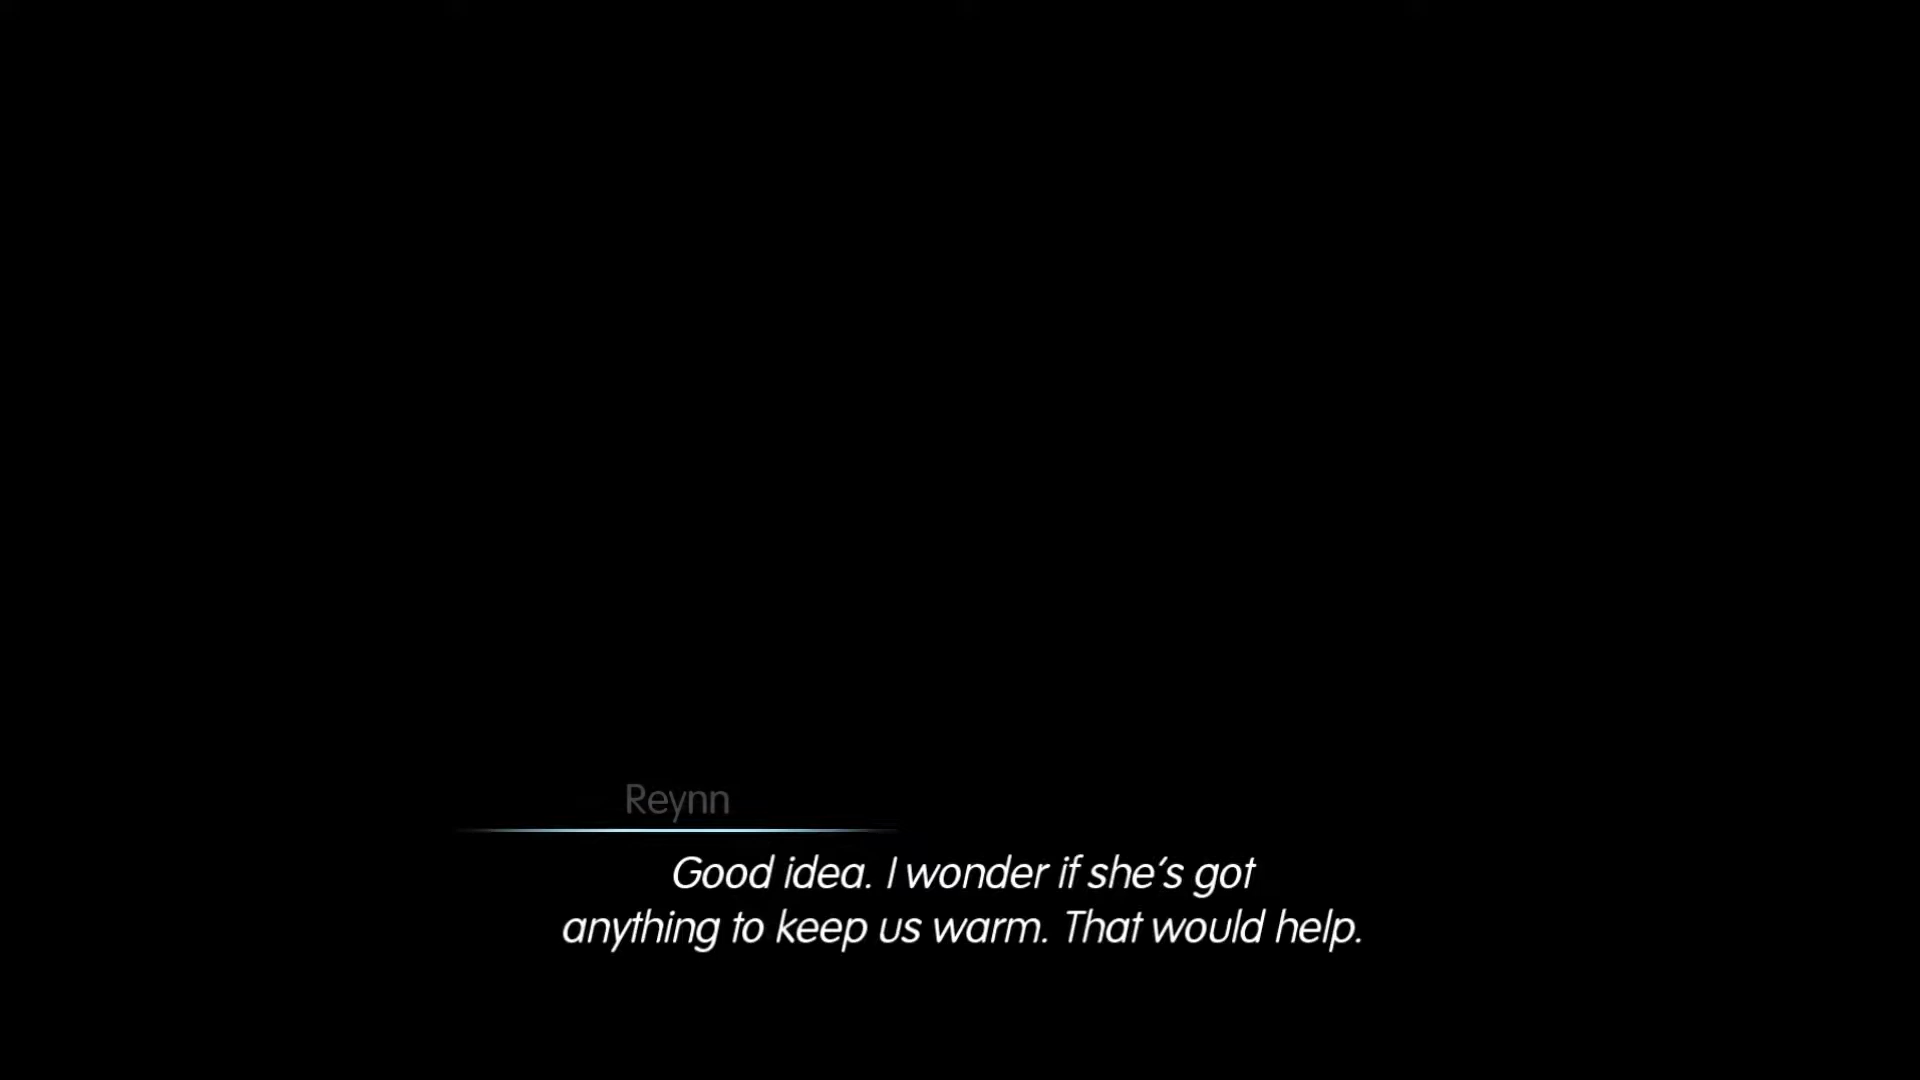 Reynn
Good idea. I wonder if she's got
anything to keep us warm. That would help.